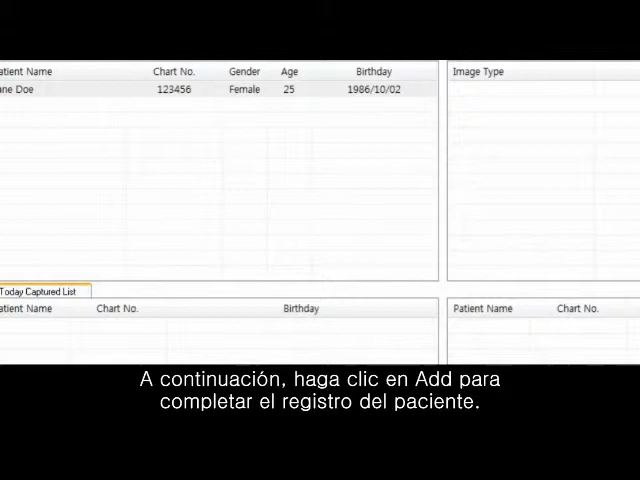 atient Name Chart No. Gender Age Birthday Image Type
ane Doe 123456 Female 25 1986/10/02
Today Captured List
atient Name Chart No. Birthday Patient Name Chart No.
A continuación, haga clic en Add para
completar el registro del paciente.